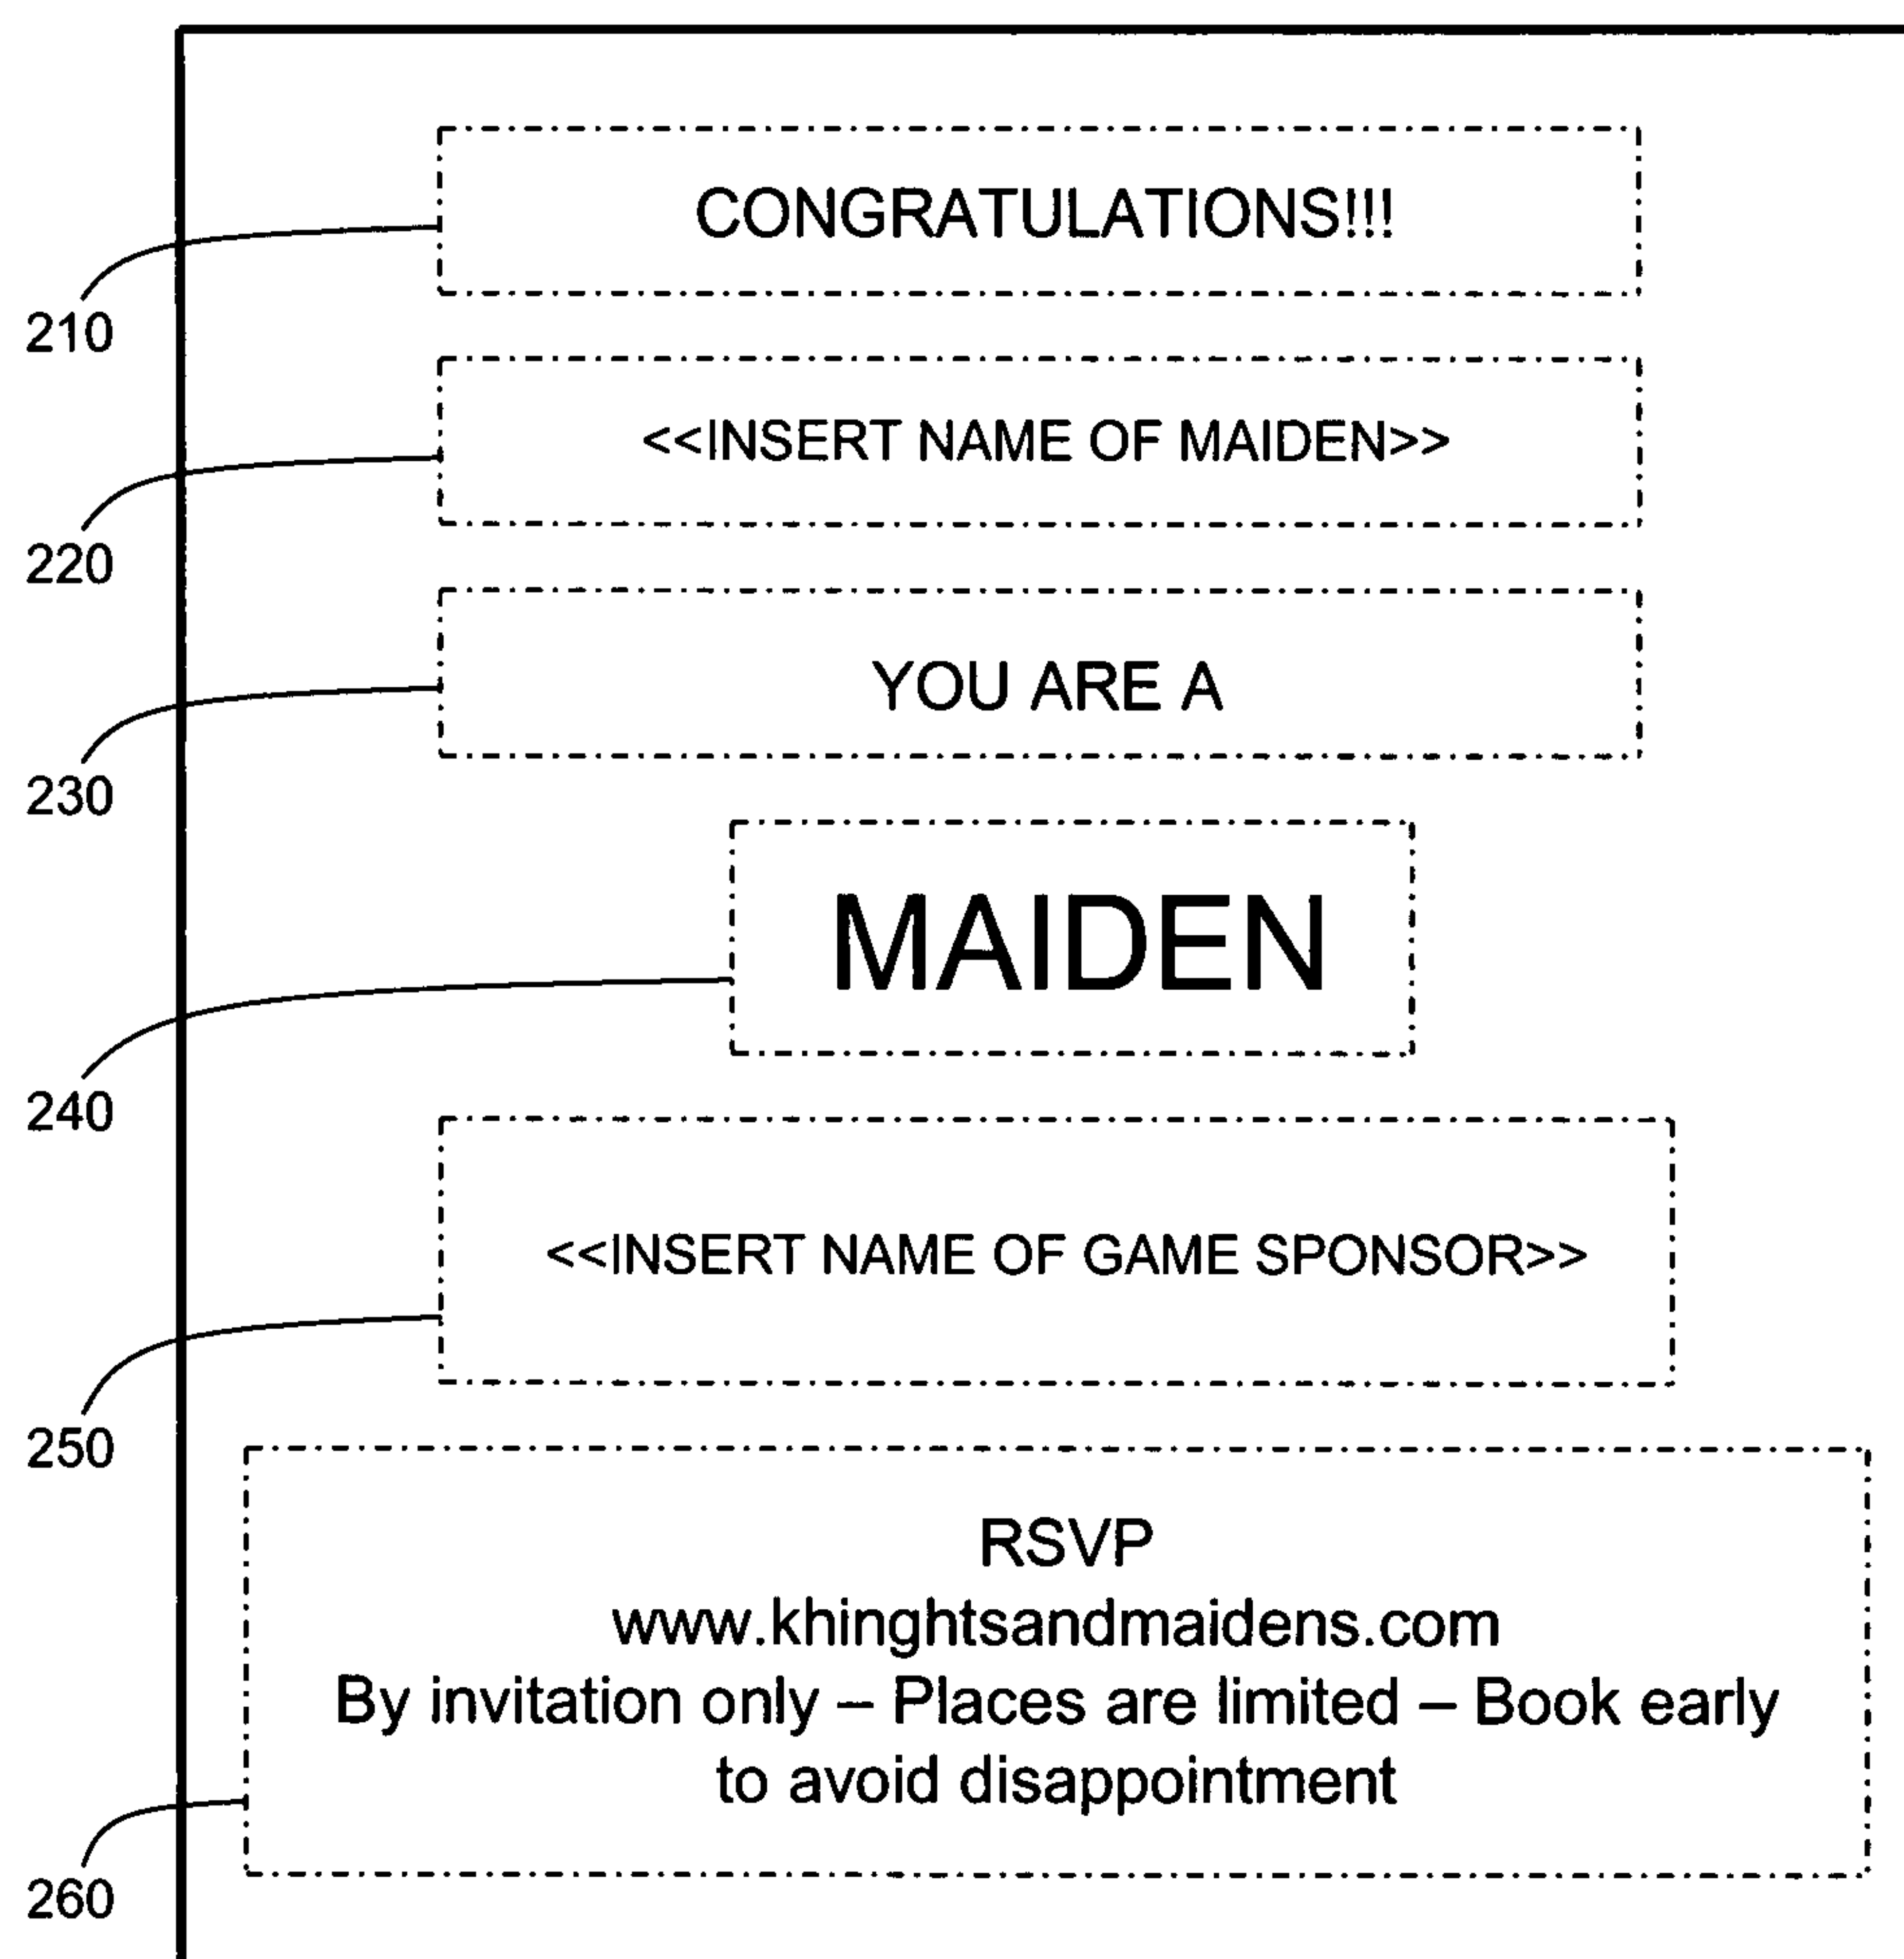 CONGRATULATIONS!!!
210
<<INSERT NAME OF MAIDEN>>
220
YOU ARE A
230
MAIDEN
240
<<INSERT NAME OF GAME SPONSOR>>
250
RSVP
www.khinghtsandmaidens.com
By invitation only – Places are limited – Book early
to avoid disappointment
260